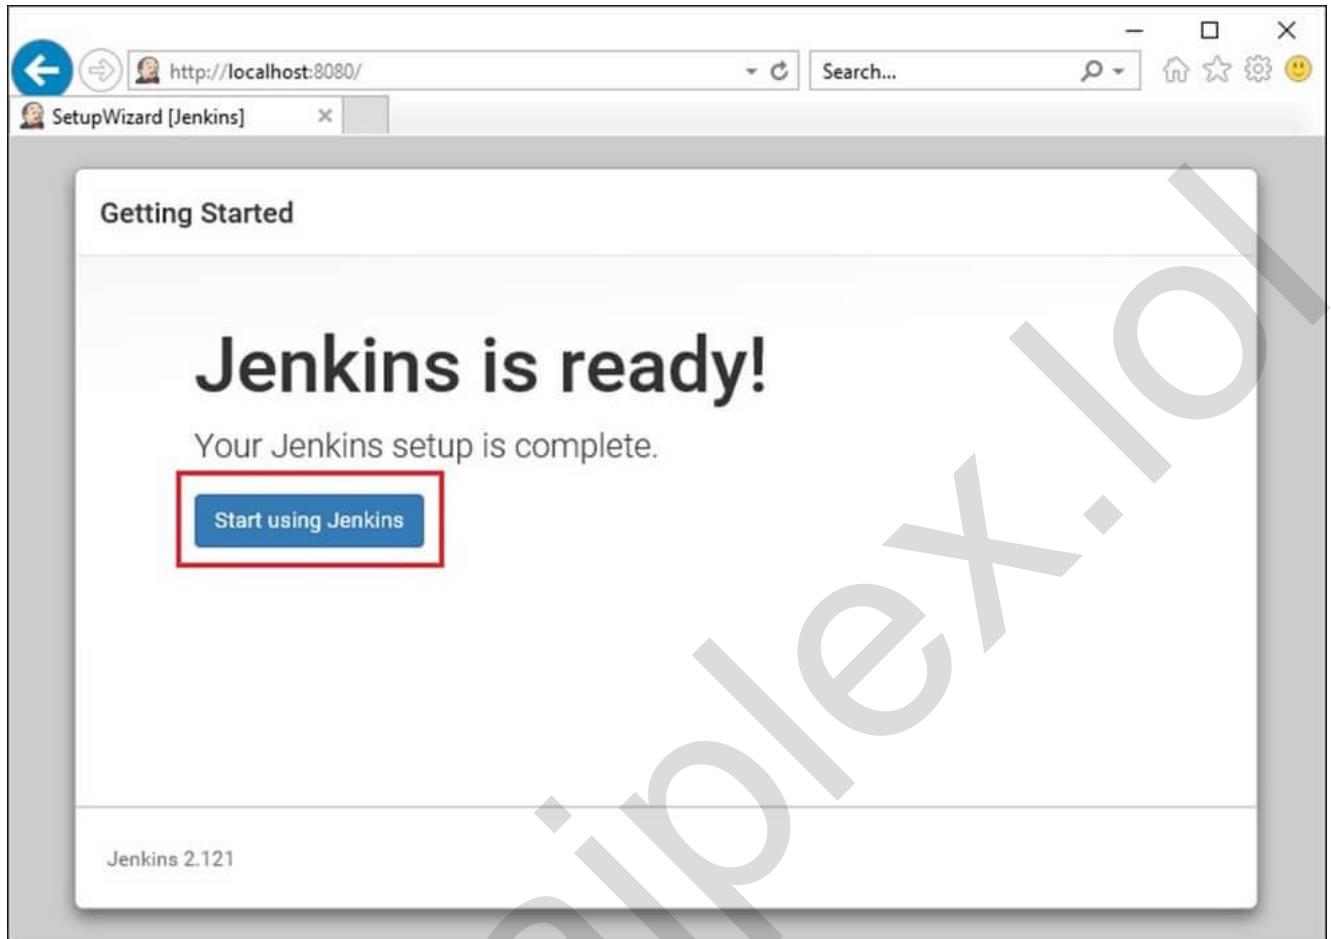 http://localhost:8080/
Search...
SetupWizard [Jenkins]
Getting Started
Jenkins is ready!
Your Jenkins setup is complete.
Start using Jenkins
Jenkins 2.121